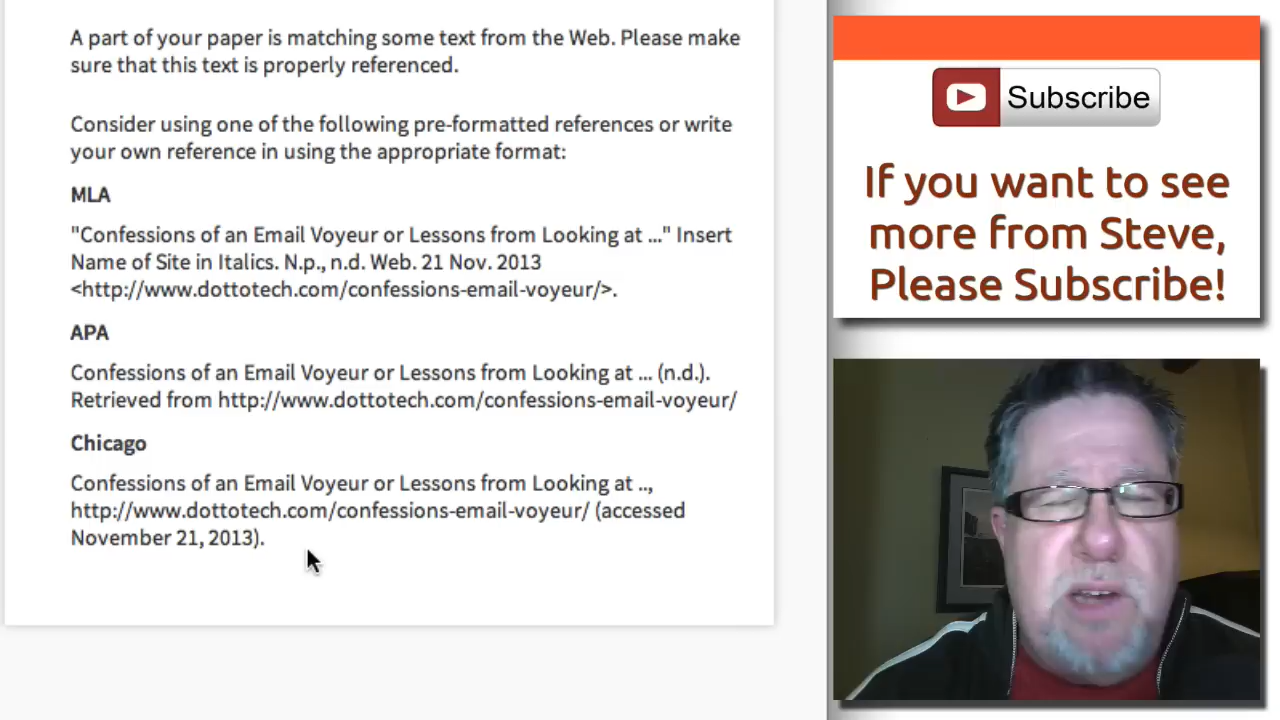 A part of your paper is matching some text from the Web. Please make
sure that this text is properly referenced.
Consider using one of the following pre-formatted references or write
your own reference in using the appropriate format:
MLA
"Confessions of an Email Voyeur or Lessons from Looking at ..." Insert
Name of Site in Italics. N.p., n.d. Web. 21 Nov. 2013
<http://www.dottotech.com/confessions-email-voyeur/>.
APA
Confessions of an Email Voyeur or Lessons from Looking at ... (n.d.).
Retrieved from http://www.dottotech.com/confessions-email-voyeur/
Chicago
Confessions of an Email Voyeur or Lessons from Looking at ..,
http://www.dottotech.com/confessions-email-voyeur/ (accessed
November 21, 2013).
Subscribe
If you want to see
more from Steve,
Please Subscribe!